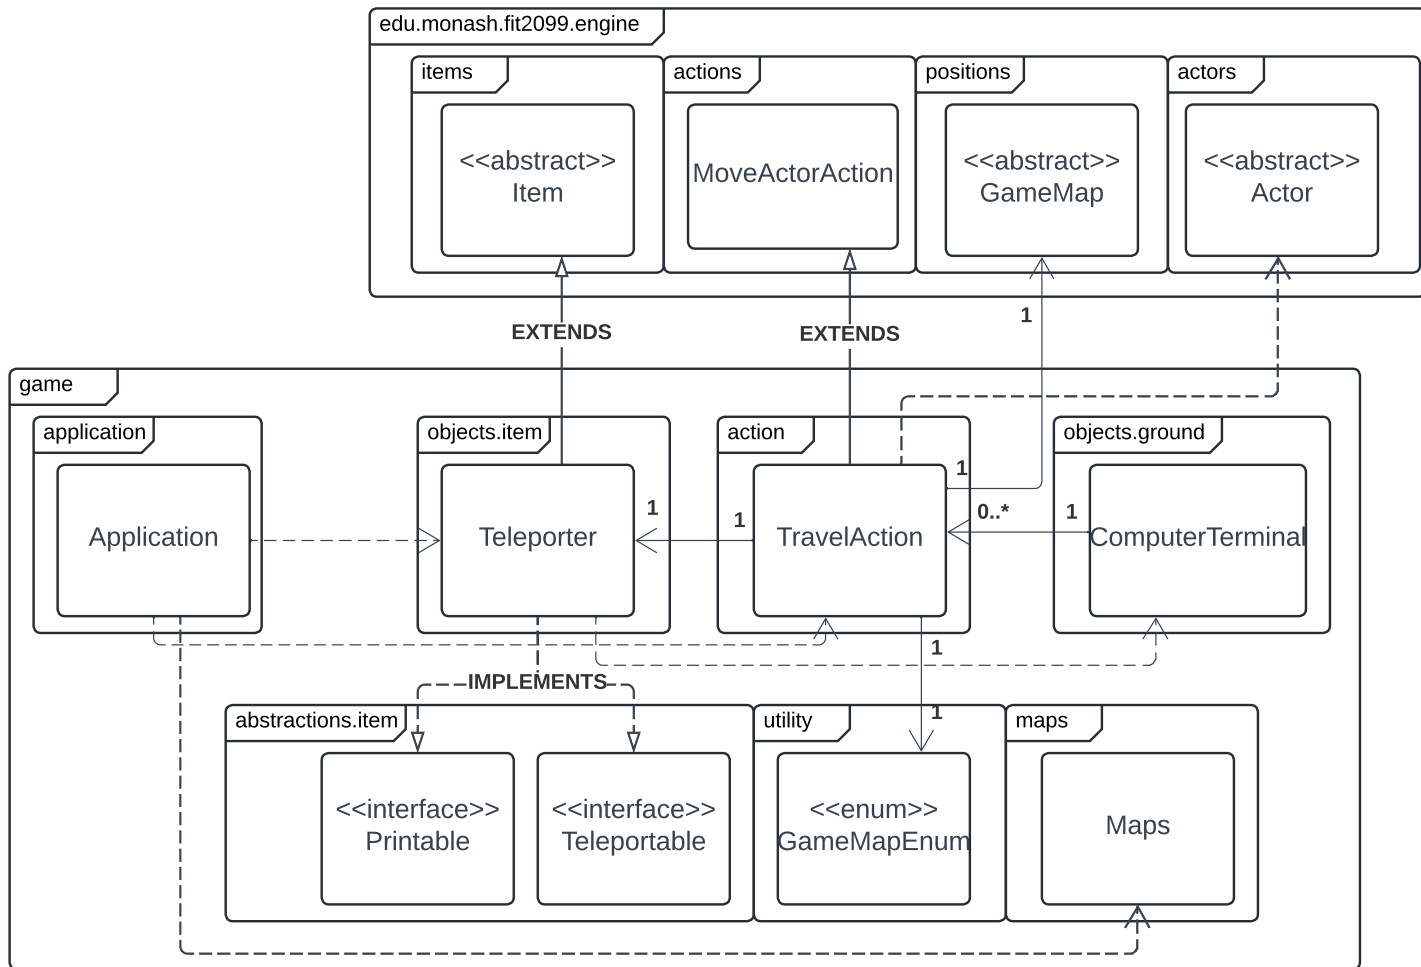 edu.monash.fit2099.engine
items
actions
positions
actors
<<abstract>>
Item
MoveActorAction
<<abstract>>
GameMap
<<abstract>>
Actor
EXTENDS
EXTENDS
1
game
application
objects.item
action
objects.ground
Application
Teleporter
TravelAction
ComputerTerminal
1
1
1
0..*
1
1
IMPLEMENTS
1
abstractions.item
utility
maps
<<interface>>
Printable
<<interface>>
Teleportable
<<enum>>
GameMapEnum
Maps